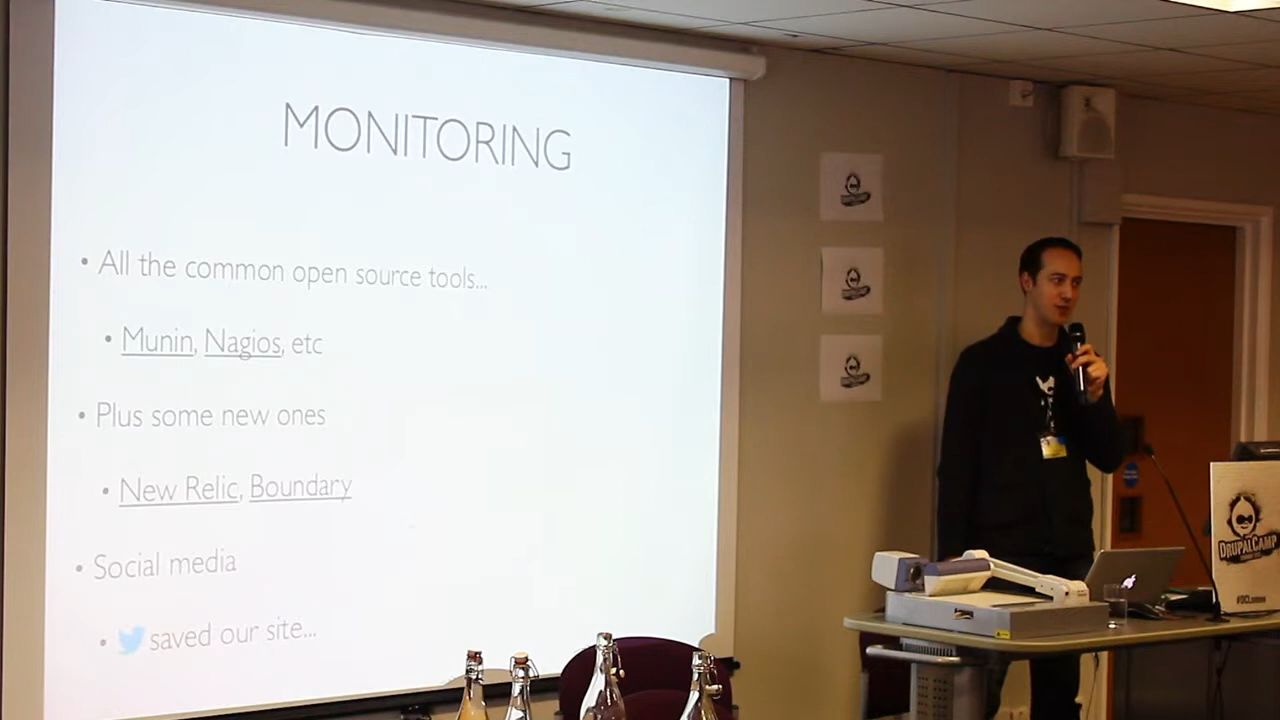 MONITORING
• All the common open source tools...
• Munin, Nagios, etc
• Plus some new ones
• New Relic, Boundary
• Social media
• saved our site...
DRUPALCAMP